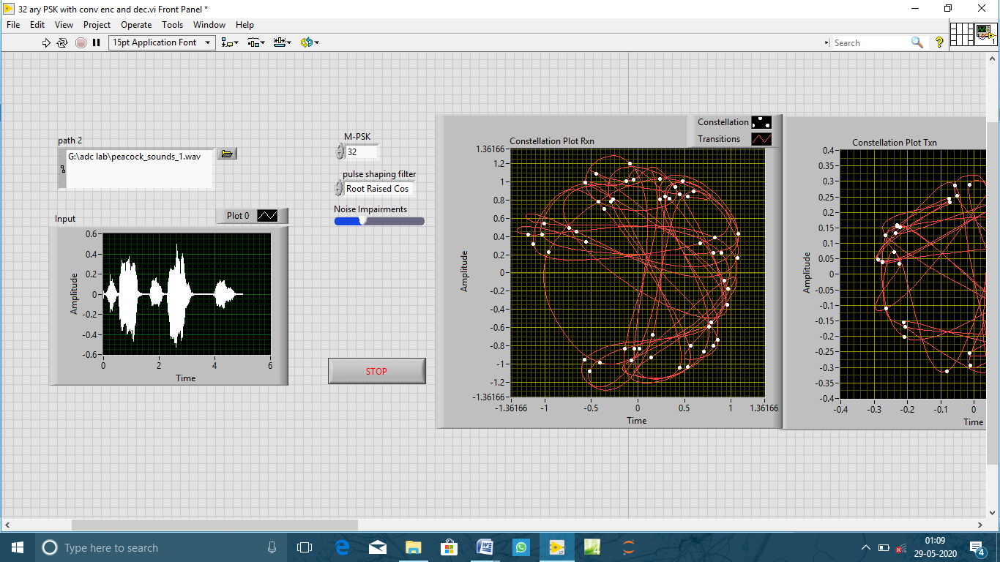 32 ary PSK with conv enc and dec.vi Front Panel *
File Edit View Project Operate Tools Window Help
15pt Application Font
Search
1
path 2
G:\adc lab\peacock_sounds_1.wav
M-PSK
32
pulse shaping filter
Root Raised Cos
Noise Impairments
Input
Plot 0
0.6
0.4
0.2
0
-0.2
-0.4
-0.6
Amplitude
0 2 4 6
Time
STOP
Constellation
Transitions
Constellation Plot Rxn
1.36166
1.2
1
0.8
0.6
0.4
0.2
0
-0.2
-0.4
-0.6
-0.8
-1
-1.2
-1.36166
Amplitude
-1.36166 -1 -0.5 0 0.5 1 1.36166
Time
Constellation Plot Txn
0.4
0.35
0.3
0.25
0.2
0.15
0.1
0.05
0
-0.05
-0.1
-0.15
-0.2
-0.25
-0.3
-0.35
-0.4
Amplitude
-0.4 -0.3 -0.2 -0.1 0
Time
Type here to search
01:09
29-05-2020
4